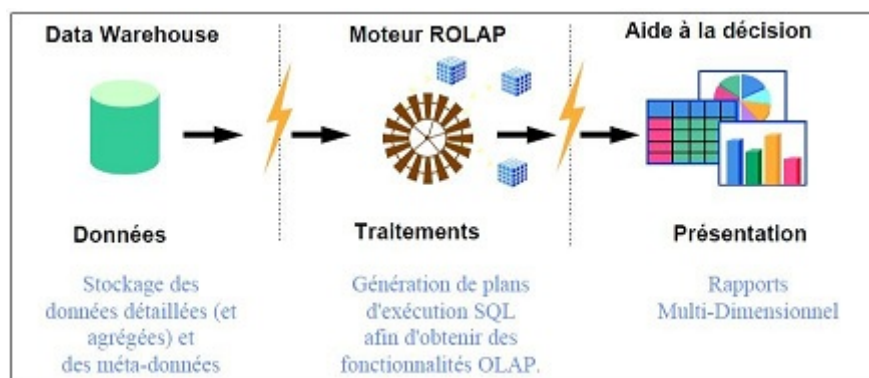 Data Warehouse
Moteur ROLAP
Aide à la décision
Données
Traitements
Présentation
Stockage des
données détaillées (et
agrégées) et
des méta-données
Génération de plans
d'exécution SQL
afin d'obtenir des
fonctionnalités OLAP.
Rapports
Multi-Dimensionnel